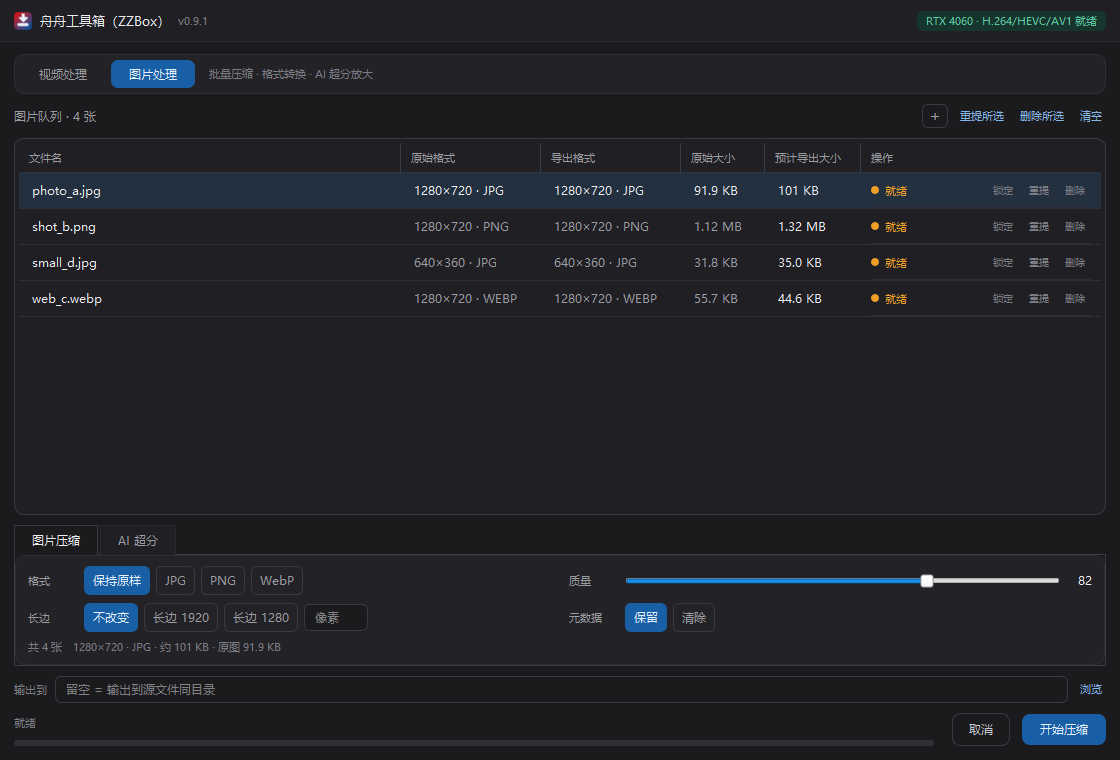 舟舟工具箱（ZZBox） v0.9.1 RTX 4060 · H.264/HEVC/AV1 就绪
视频处理 图片处理 批量压缩 · 格式转换 · AI 超分放大
图片队列 · 4 张 + 重提所选 删除所选 清空
文件名 原始格式 导出格式 原始大小 预计导出大小 操作
photo_a.jpg 1280×720 · JPG 1280×720 · JPG 91.9 KB 101 KB 就绪 锁定 重提 删除
shot_b.png 1280×720 · PNG 1280×720 · PNG 1.12 MB 1.32 MB 就绪 锁定 重提 删除
small_d.jpg 640×360 · JPG 640×360 · JPG 31.8 KB 35.0 KB 就绪 锁定 重提 删除
web_c.webp 1280×720 · WEBP 1280×720 · WEBP 55.7 KB 44.6 KB 就绪 锁定 重提 删除
图片压缩 AI 超分
格式 保持原样 JPG PNG WebP 质量 82
长边 不改变 长边 1920 长边 1280 像素 元数据 保留 清除
共 4 张 1280×720 · JPG · 约 101 KB · 原图 91.9 KB
输出到 留空 = 输出到源文件同目录 浏览
就绪 取消 开始压缩